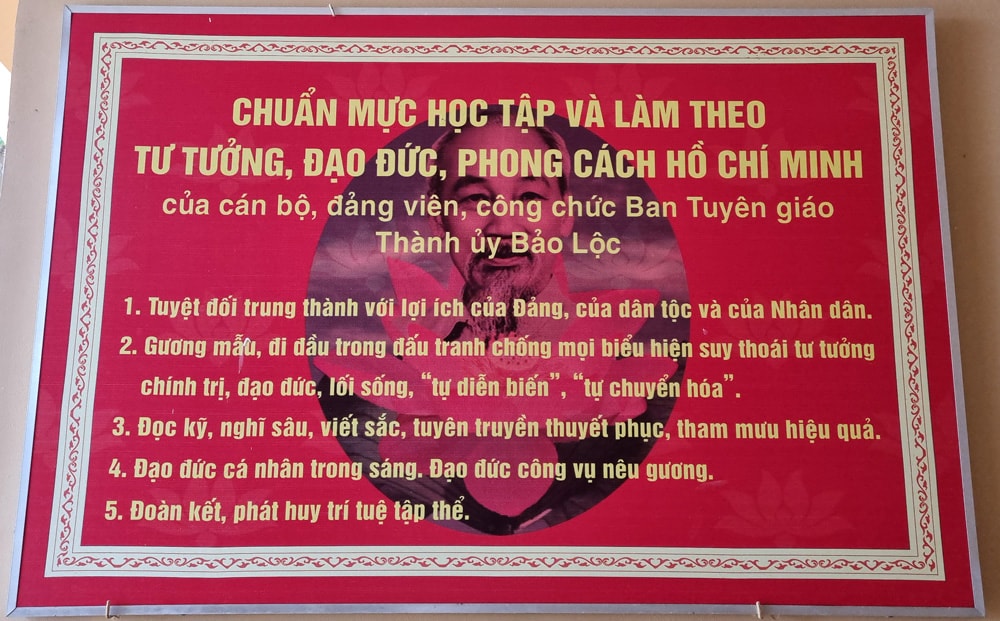 CHUẨN MỰC HỌC TẬP VÀ LÀM THEO
TƯ TƯỞNG, ĐẠO ĐỨC, PHONG CÁCH HỒ CHÍ MINH
của cán bộ, đảng viên, công chức Ban Tuyên giáo
Thành ủy Bảo Lộc
1. Tuyệt đối trung thành với lợi ích của Đảng, của dân tộc và của Nhân dân.
2. Gương mẫu, đi đầu trong đấu tranh chống mọi biểu hiện suy thoái tư tưởng
chính trị, đạo đức, lối sống, “tự diễn biến”, “tự chuyển hóa”.
3. Đọc kỹ, nghĩ sâu, viết sắc, tuyên truyền thuyết phục, tham mưu hiệu quả.
4. Đạo đức cá nhân trong sáng. Đạo đức công vụ nêu gương.
5. Đoàn kết, phát huy trí tuệ tập thể.